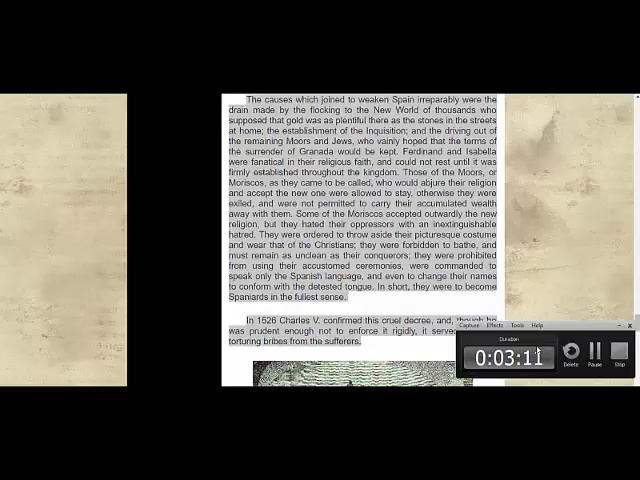 The causes which joined to weaken Spain irreparably were the
drain made by the flocking to the New World of thousands who
supposed that gold was as plentiful there as the stones in the streets
at home; the establishment of the Inquisition; and the driving out of
the remaining Moors and Jews, who vainly hoped that the terms of
the surrender of Granada would be kept. Ferdinand and Isabella
were fanatical in their religious faith, and could not rest until it was
firmly established throughout the kingdom. Those of the Moors, or
Moriscos, as they came to be called, who would abjure their religion
and accept the new one were allowed to stay, otherwise they were
exiled, and were not permitted to carry their accumulated wealth
away with them. Some of the Moriscos accepted outwardly the new
religion, but they hated their oppressors with an inextinguishable
hatred. They were ordered to throw aside their picturesque costume
and wear that of the Christians; they were forbidden to bathe, and
must remain as unclean as their conquerors; they were prohibited
from using their accustomed ceremonies, were commanded to
speak only the Spanish language, and even to change their names
to conform with the detested tongue. In short, they were to become
Spaniards in the fullest sense.
In 1526 Charles V. confirmed this cruel decree, and, though he
was prudent enough not to enforce it rigidly, it
torturing bribes from the sufferers.
Capture Effects Tools Help
Duration
0:03:11
Delete Pause Stop